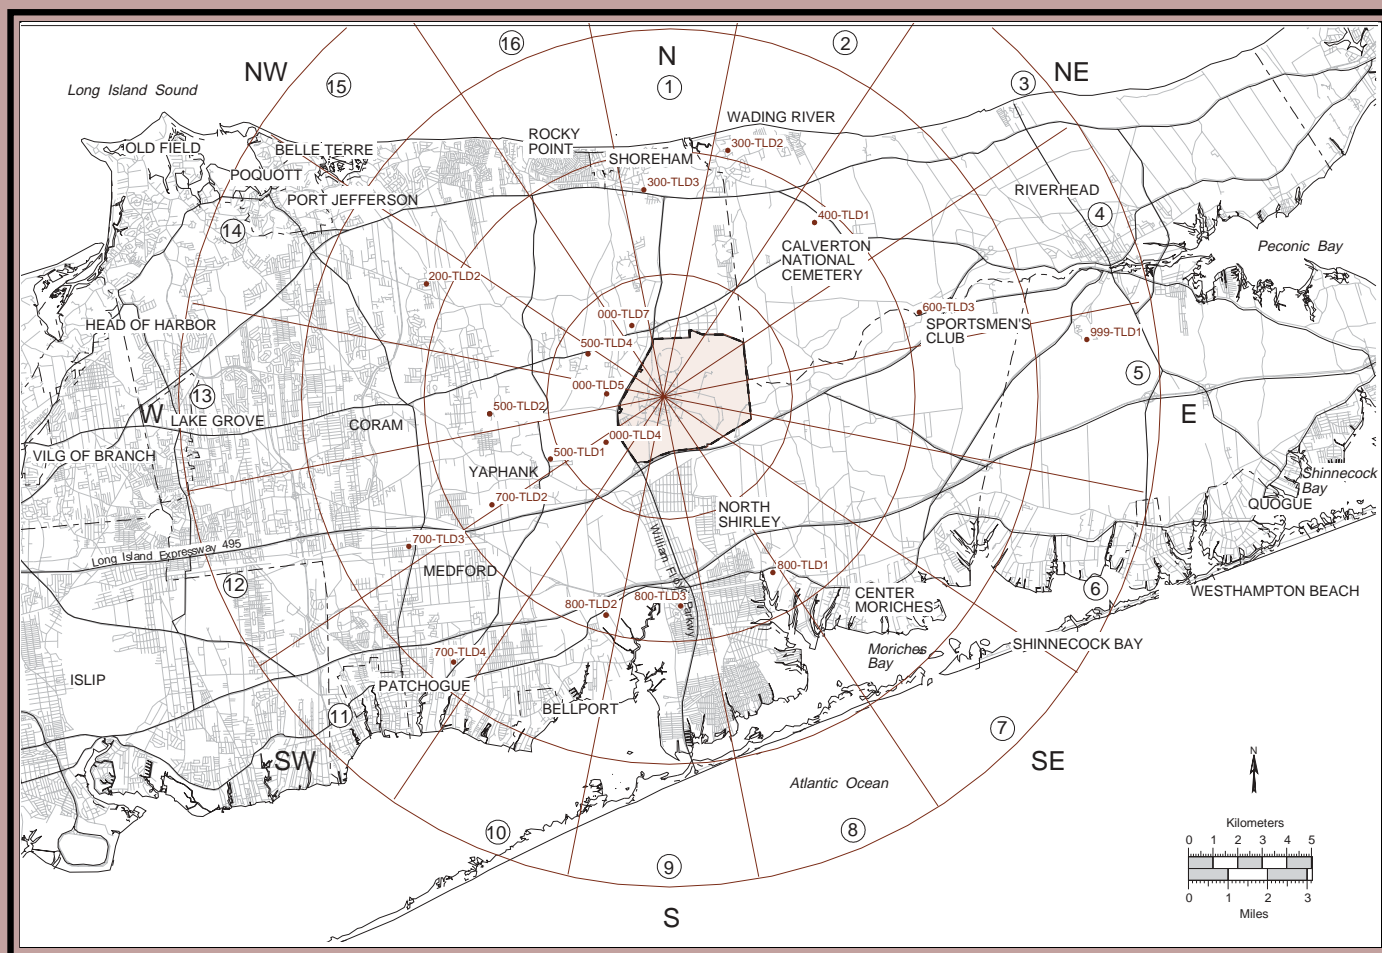 16
2
N
NW
NE
15
1
3
Long Island Sound
WADING RIVER
ROCKY
POINT
300-TLD2
OLD FIELD
BELLE TERRE
SHOREHAM
POQUOTT
300-TLD3
RIVERHEAD
PORT JEFFERSON
4
400-TLD1
14
CALVERTON
NATIONAL
CEMETERY
Peconic Bay
200-TLD2
600-TLD3
000-TLD7
HEAD OF HARBOR
SPORTSMEN'S
CLUB
999-TLD1
500-TLD4
5
000-TLD5
13
500-TLD2
W
LAKE GROVE
CORAM
E
000-TLD4
VILG OF BRANCH
500-TLD1
YAPHANK
Shinnecock
Bay
700-TLD2
QUOGUE
NORTH
SHIRLEY
William Floyd Parkwy
700-TLD3
Long Island Expressway 495
MEDFORD
800-TLD1
12
6
WESTHAMPTON BEACH
CENTER
MORICHES
800-TLD3
800-TLD2
SHINNECOCK BAY
Moriches
Bay
700-TLD4
ISLIP
PATCHOGUE
BELLPORT
11
7
SW
SE
N
Atlantic Ocean
10
8
Kilometers
0 1 2 3 4 5
9
0 1 2 3
Miles
S